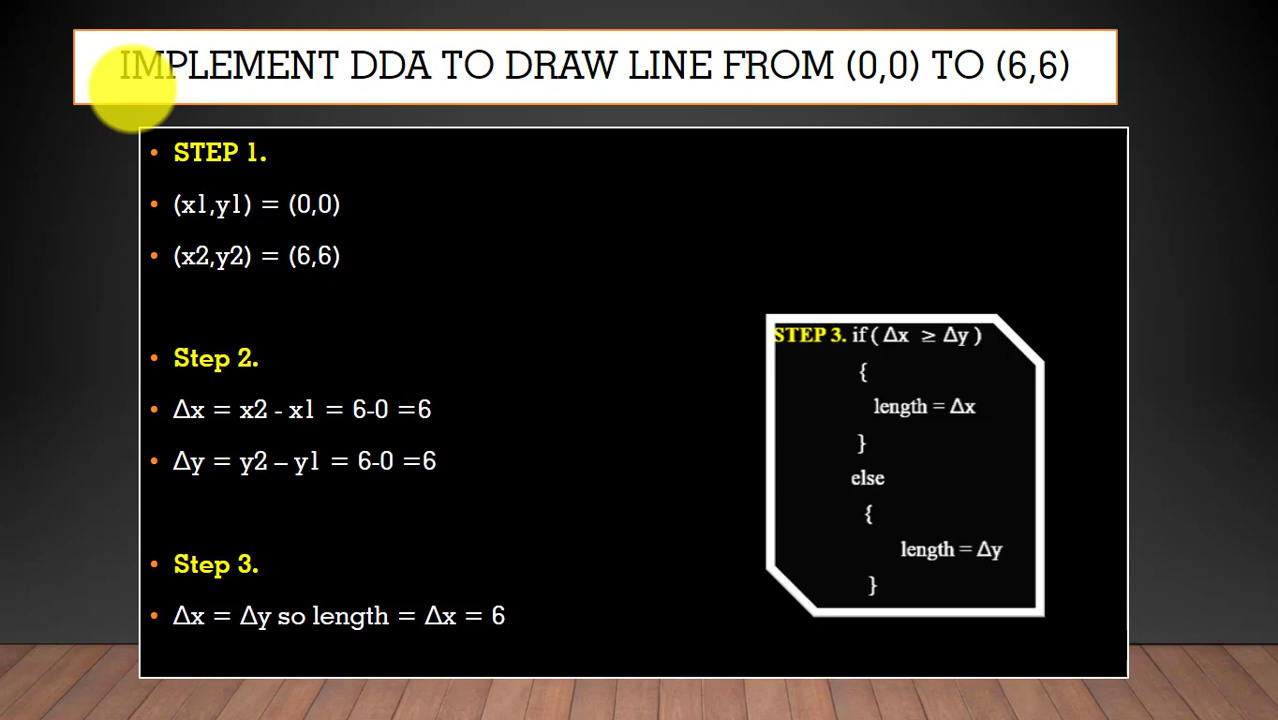 IMPLEMENT DDA TO DRAW LINE FROM (0,0) TO (6,6)
• STEP 1.
• (x1,y1) = (0,0)
• (x2,y2) = (6,6)
• Step 2.
• Δx = x2 - x1 = 6-0 =6
• Δy = y2 – y1 = 6-0 =6
• Step 3.
• Δx = Δy so length = Δx = 6
STEP 3. if ( Δx ≥ Δy )
{
length = Δx
}
else
{
length = Δy
}